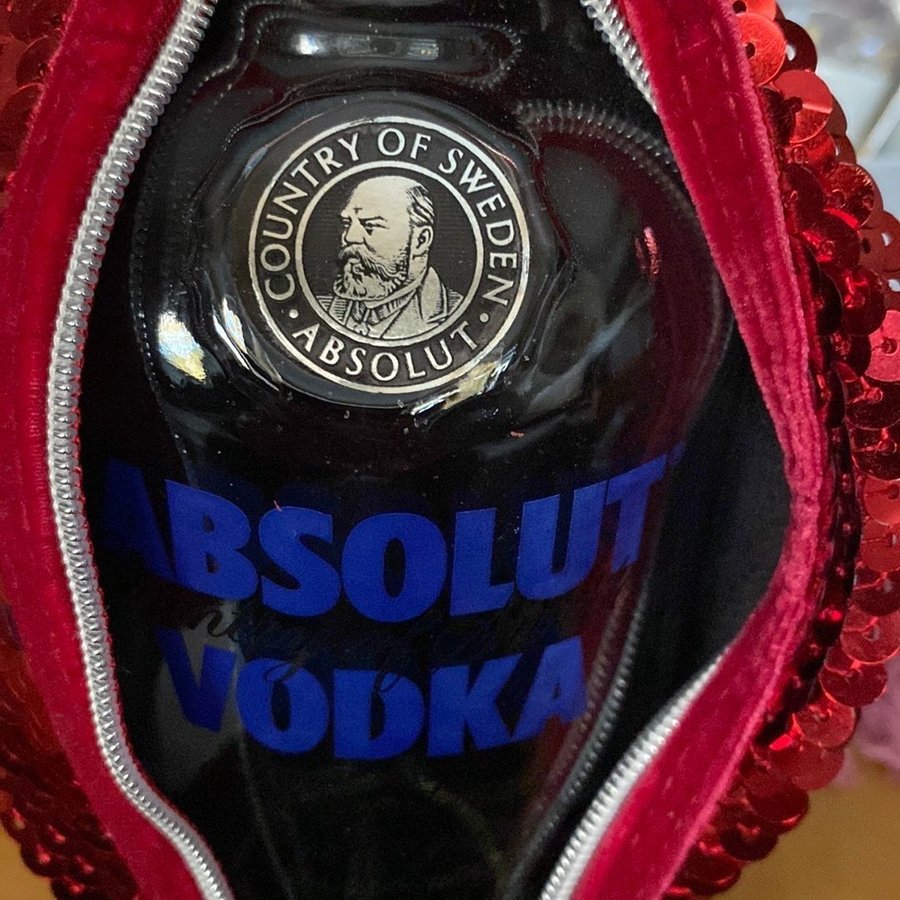 COUNTRY OF SWEDEN
• ABSOLUT •
ABSOLUT
VODKA